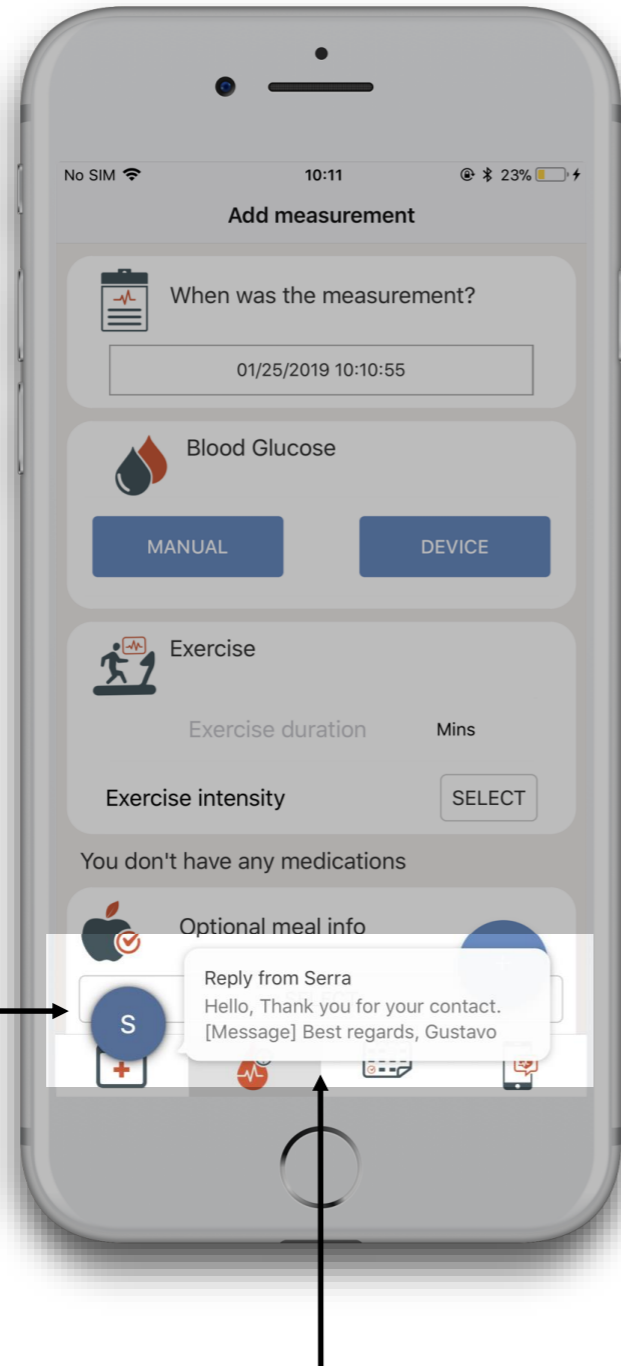 No SIM 10:11 23%
Add measurement
When was the measurement?
01/25/2019 10:10:55
Blood Glucose
MANUAL DEVICE
Exercise
Exercise duration Mins
Exercise intensity SELECT
You don't have any medications
Optional meal info
S
Reply from Serra
Hello, Thank you for your contact.
[Message] Best regards, Gustavo